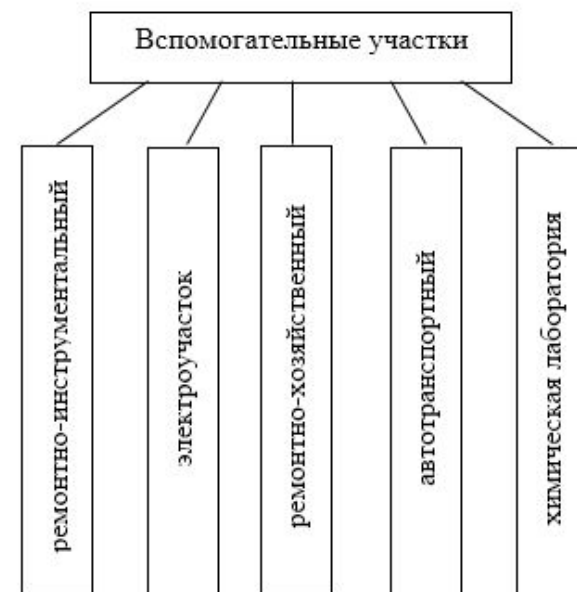 Вспомогательные участки
ремонтно-инструментальный
электроучасток
ремонтно-хозяйственный
автотранспортный
химическая лаборатория